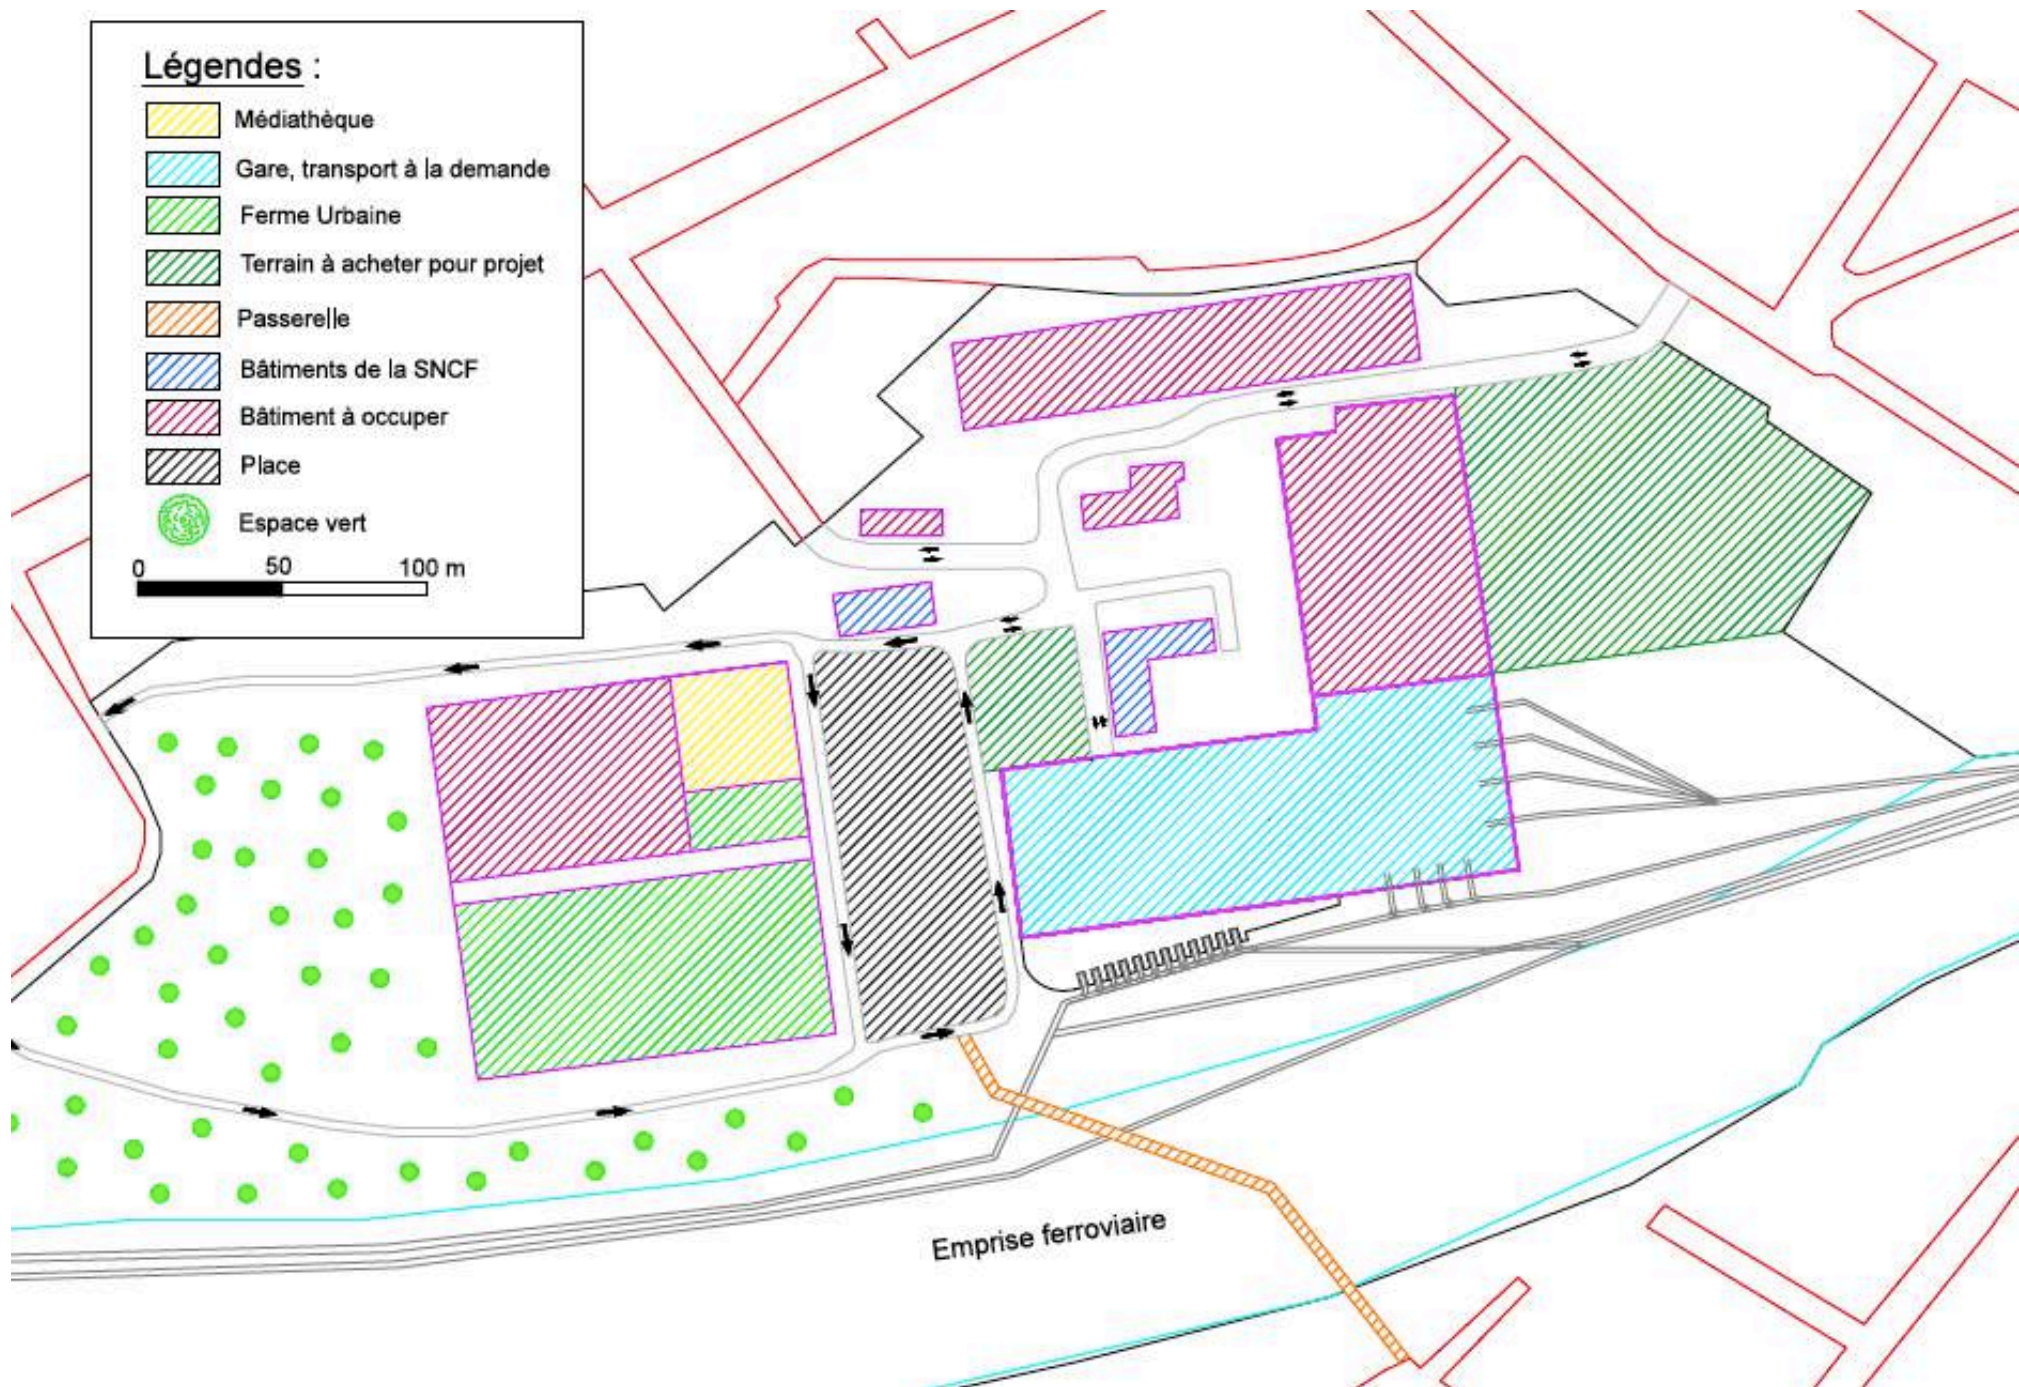 Légendes :
Médiathèque
Gare, transport à la demande
Ferme Urbaine
Terrain à acheter pour projet
Passerelle
Bâtiments de la SNCF
Bâtiment à occuper
Place
Espace vert
0 50 100 m
Emprise ferroviaire